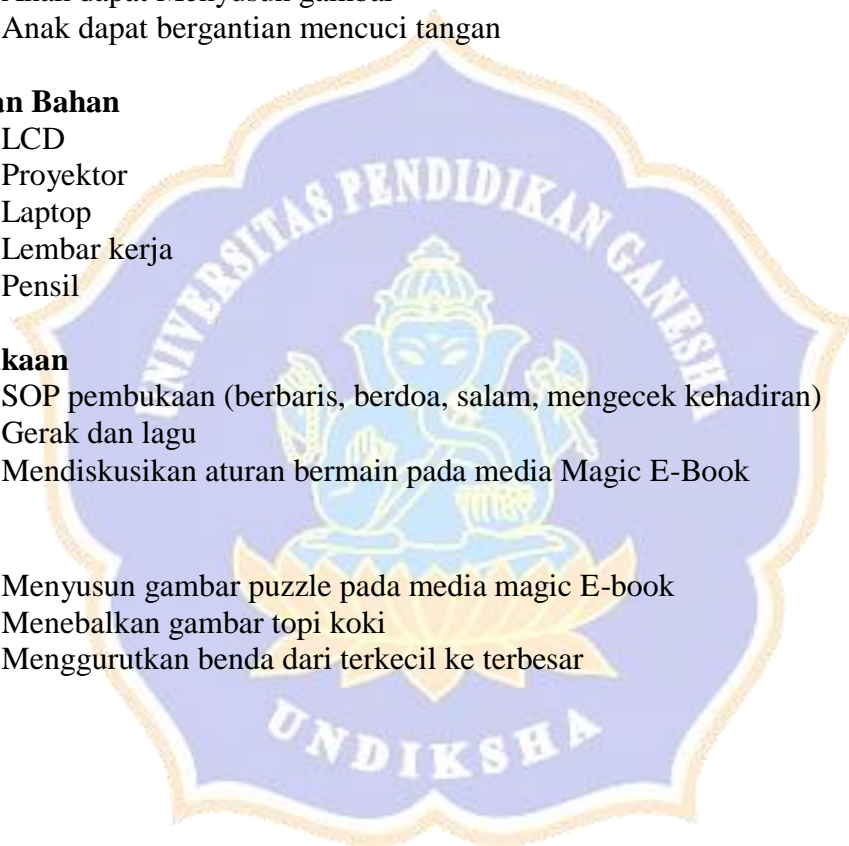 Anak dapat Menyusun gambar
Anak dapat bergantian mencuci tangan
an Bahan
LCD
Proyektor
Laptop
Lembar kerja
Pensil
kaan
SOP pembukaan (berbaris, berdoa, salam, mengecek kehadiran)
Gerak dan lagu
Mendiskusikan aturan bermain pada media Magic E-Book
Menyusun gambar puzzle pada media magic E-book
Menebalkan gambar topi koki
Menggurutkan benda dari terkecil ke terbesar
UNIVERSITAS PENDIDIKAN GANESHA
UNDIKSHA